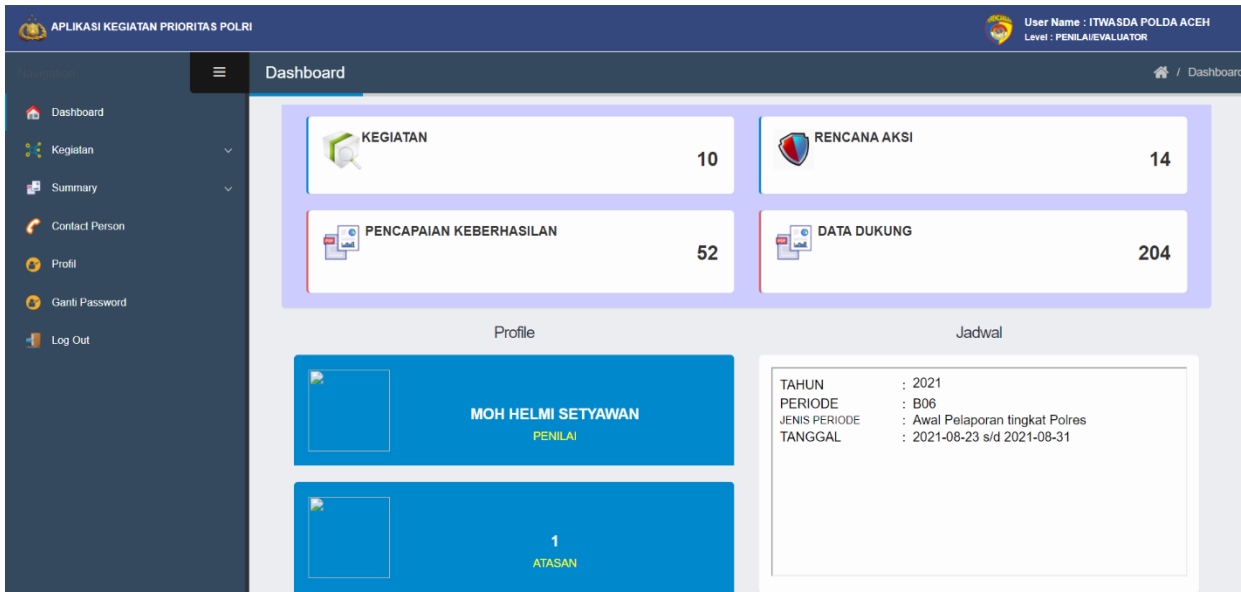 APLIKASI KEGIATAN PRIORITAS POLRI
User Name : ITWASDA POLDA ACEH
Level : PENILAI/EVALUATOR
Navigation
Dashboard
/ Dashboard
Dashboard
Kegiatan
Summary
Contact Person
Profil
Ganti Password
Log Out
KEGIATAN
10
RENCANA AKSI
14
PENCAPAIAN KEBERHASILAN
52
DATA DUKUNG
204
Profile
MOH HELMI SETYAWAN
PENILAI
1
ATASAN
Jadwal
TAHUN : 2021
PERIODE : B06
JENIS PERIODE : Awal Pelaporan tingkat Polres
TANGGAL : 2021-08-23 s/d 2021-08-31